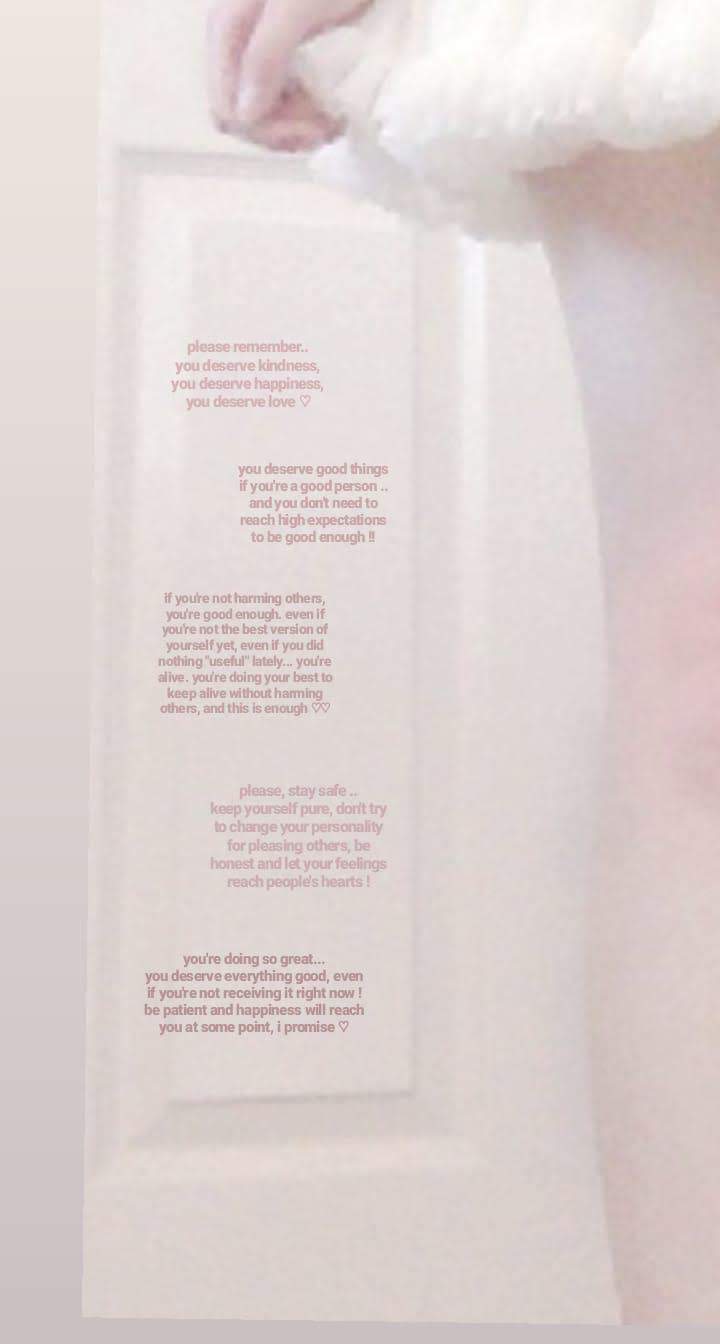 please remember..
you deserve kindness,
you deserve happiness,
you deserve love ♡
you deserve good things
if you're a good person ..
and you don't need to
reach high expectations
to be good enough !!
if you're not harming others,
you're good enough. even if
you're not the best version of
yourself yet, even if you did
nothing "useful" lately... you're
alive. you're doing your best to
keep alive without harming
others, and this is enough ♡♡
please, stay safe ..
keep yourself pure, don't try
to change your personality
for pleasing others, be
honest and let your feelings
reach people's hearts !
you're doing so great...
you deserve everything good, even
if you're not receiving it right now !
be patient and happiness will reach
you at some point, i promise ♡